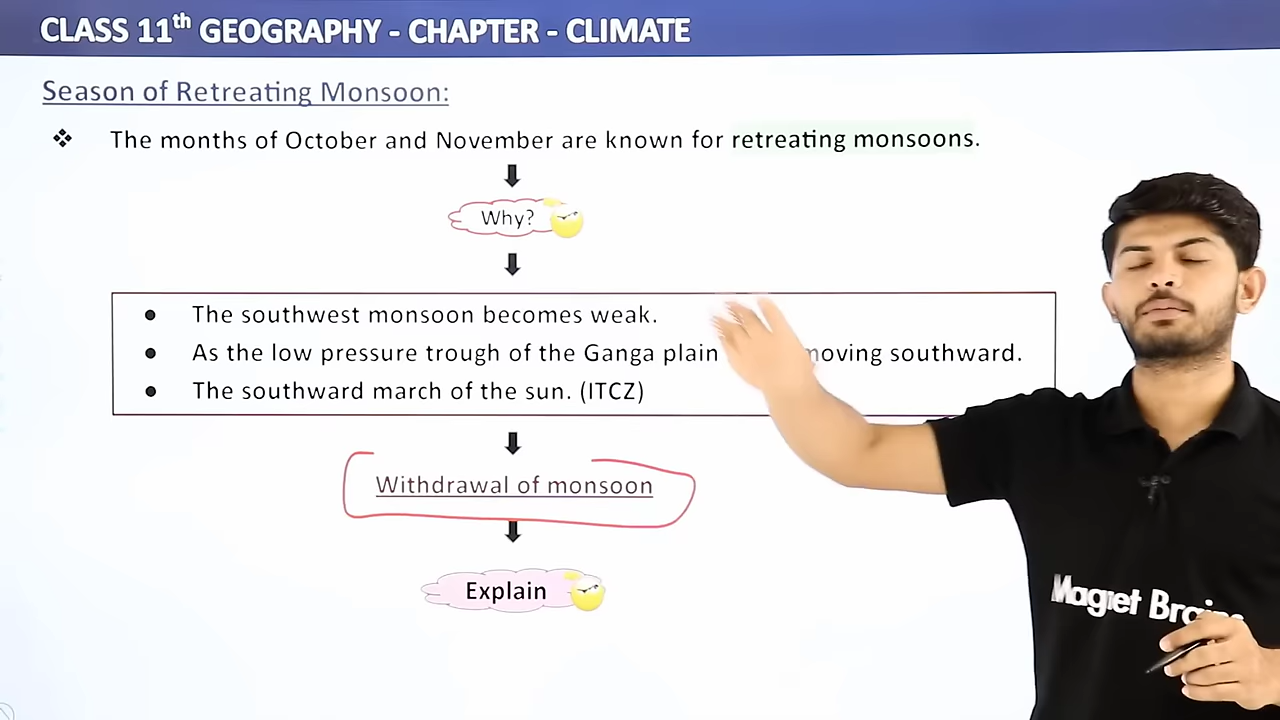 CLASS 11th GEOGRAPHY - CHAPTER - CLIMATE
Season of Retreating Monsoon:
❖ The months of October and November are known for retreating monsoons.
Why?
● The southwest monsoon becomes weak.
● As the low pressure trough of the Ganga plain moving southward.
● The southward march of the sun. (ITCZ)
Withdrawal of monsoon
Explain
Magnet Brains